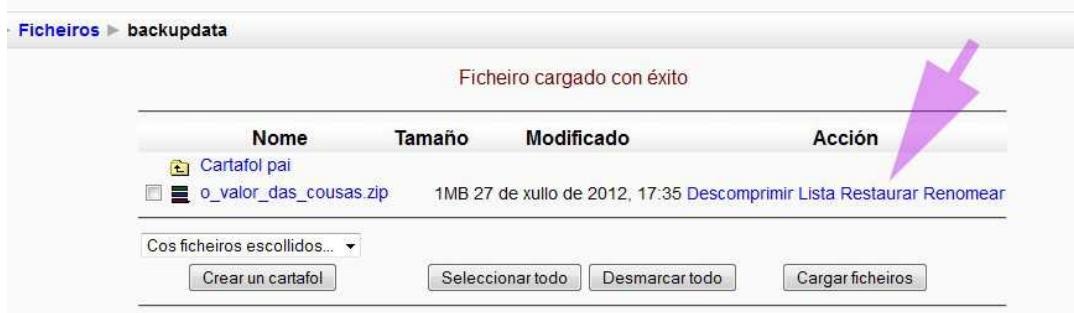 Ficheiros ► backupdata
Ficheiro cargado con éxito
Nome Tamaño Modificado Acción
Cartafol pai
o_valor_das_cousas.zip 1MB 27 de xullo de 2012, 17:35 Descomprimir Lista Restaurar Renomear
Cos ficheiros escollidos...
Crear un cartafol Seleccionar todo Desmarcar todo Cargar ficheiros